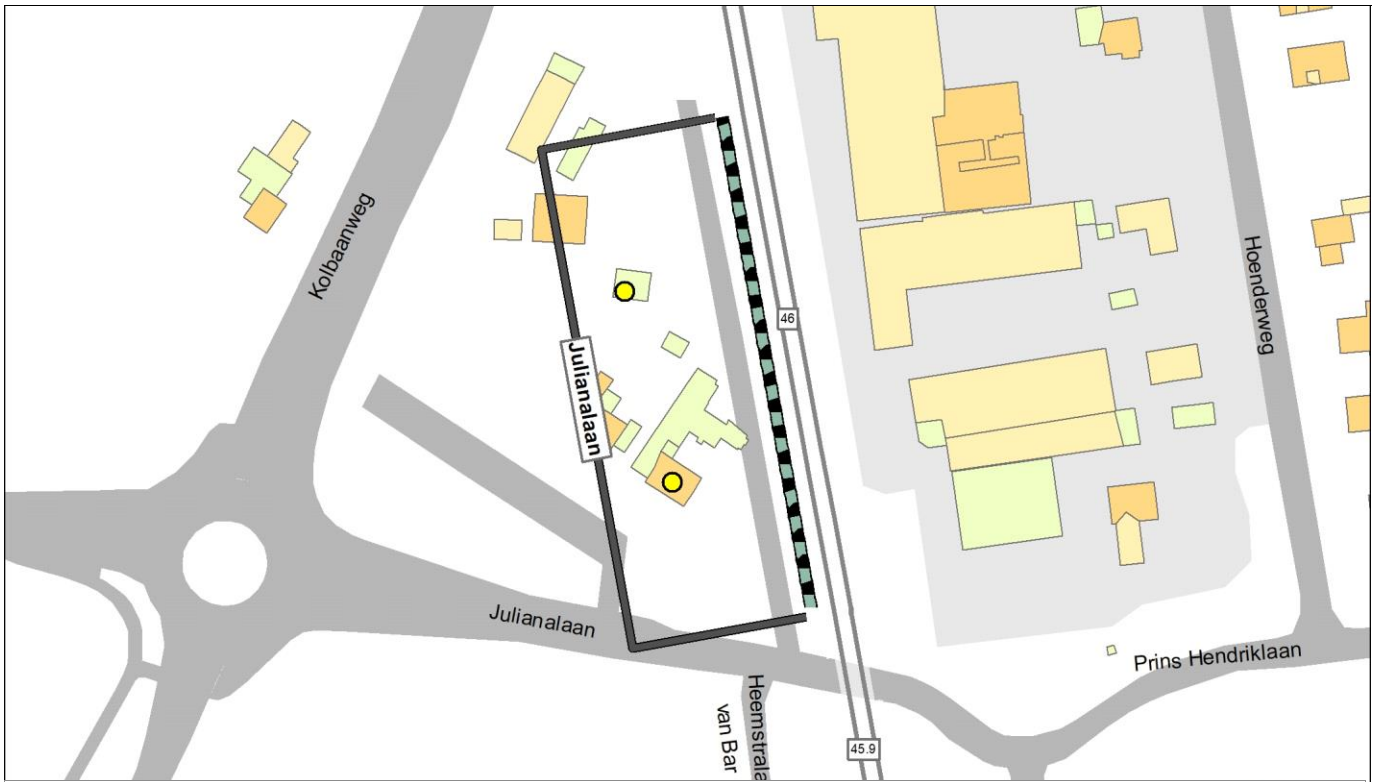 Kolbaanweg
46
Hoenderweg
Julianalaan
Julianalaan
Prins Hendriklaan
Heemstrala
van Bar
45.9